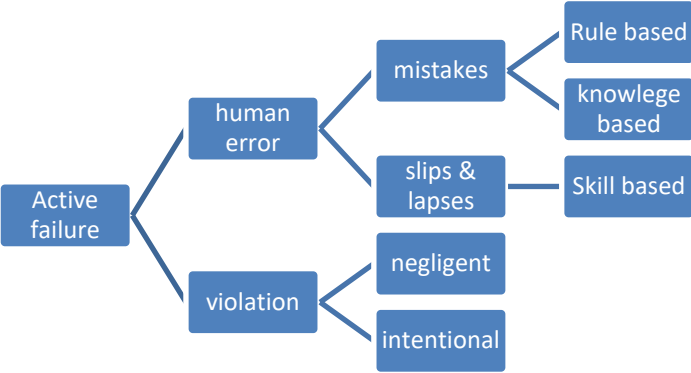 Active
failure
human
error
violation
mistakes
slips &
lapses
negligent
intentional
Rule based
knowlege
based
Skill based